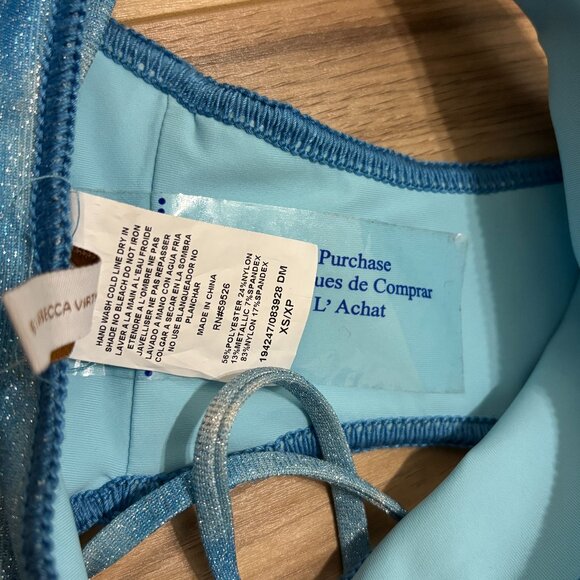 HAND WASH COLD LINE DRY IN
SHADE NO BLEACH DO NOT IRON
LAVER A LA MAIN A L'EAU FROIDE
ETENDRE A L'OMBRE NE PAS
JAVELLISER NE PAS REPASSER
LAVADO A MANO CON AGUA FRIA
COLGAR A SECAR EN LA SOMBRA
NO USE BLANQUEADOR NO
PLANCHAR
MADE IN CHINA
RN#59526
56%POLYESTER 24%NYLON
13%METALLIC 7%SPANDEX
83%NYLON 17%SPANDEX
194247/083928 DM
XS/XP
Purchase
ues de Comprar
L' Achat